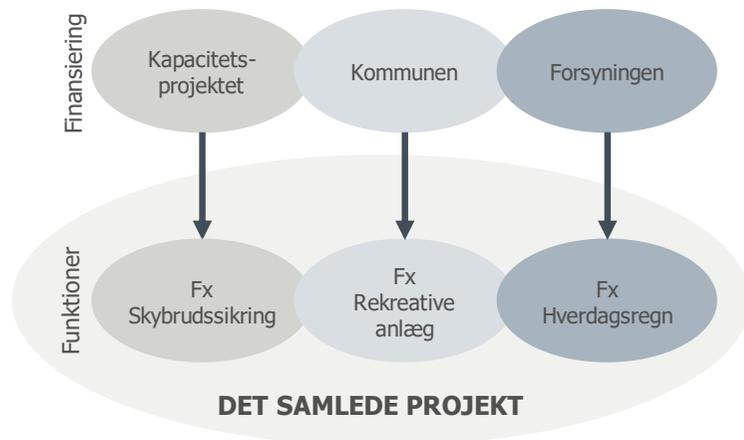 Finansiering
Kapacitets-
projektet
Kommunen
Forsyningen
Funktioner
Fx
Skybrudssikring
Fx
Rekreative
anlæg
Fx
Hverdagsregn
DET SAMLEDE PROJEKT